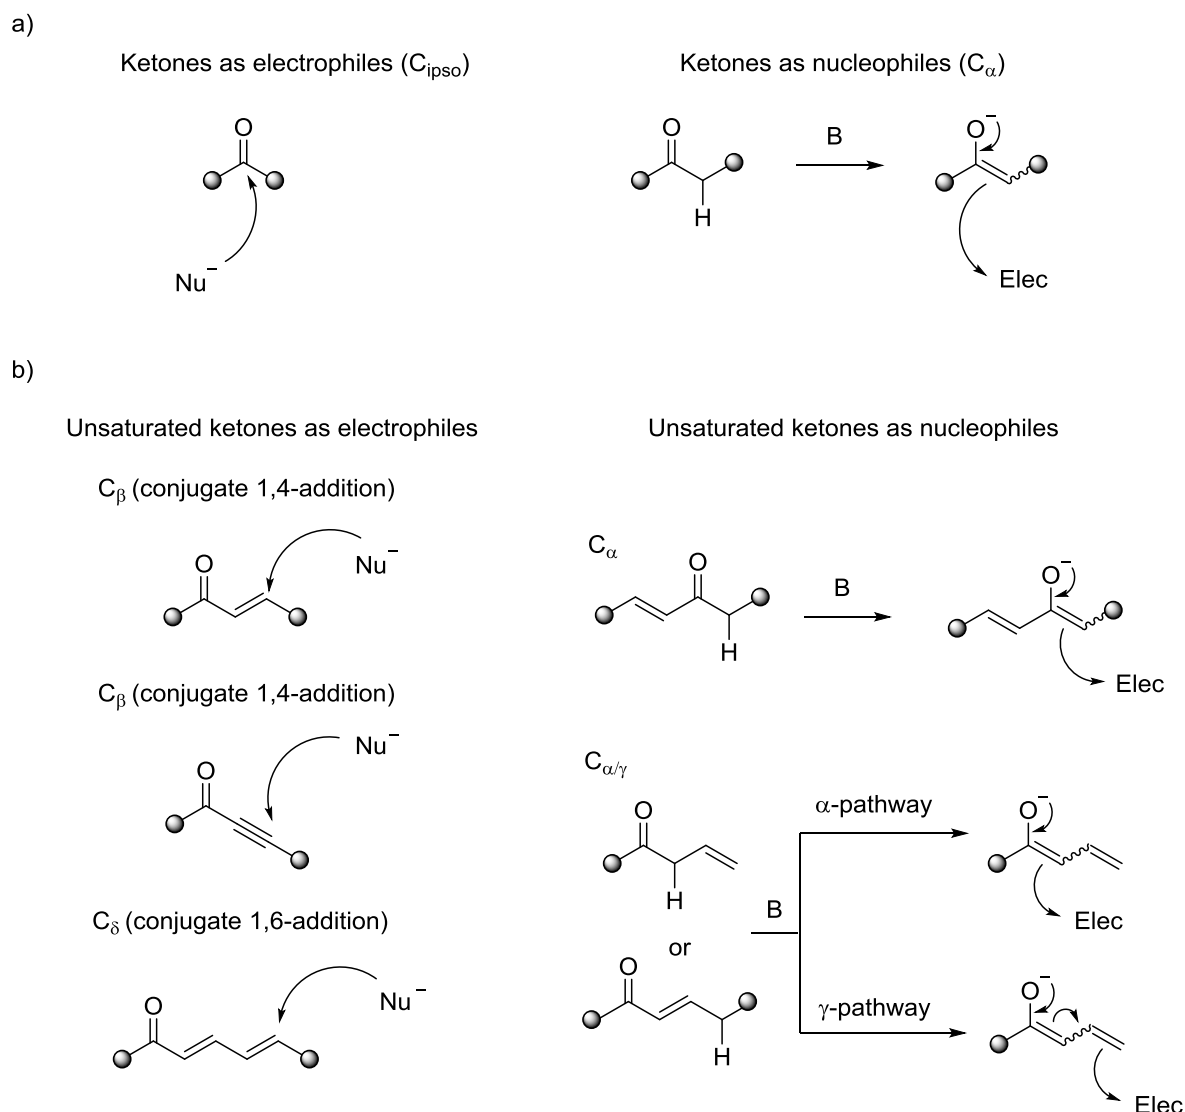 a)
Ketones as electrophiles (Cipso)
O
Nu−
Ketones as nucleophiles (Cα)
O
H
B
O−
Elec
b)
Unsaturated ketones as electrophiles
Cβ (conjugate 1,4-addition)
O
Nu−
Cβ (conjugate 1,4-addition)
O
Nu−
Cδ (conjugate 1,6-addition)
O
Nu−
Unsaturated ketones as nucleophiles
Cα
O
H
B
O−
Elec
Cα/γ
O
H
or
O
H
B
α-pathway
O−
Elec
γ-pathway
O−
Elec